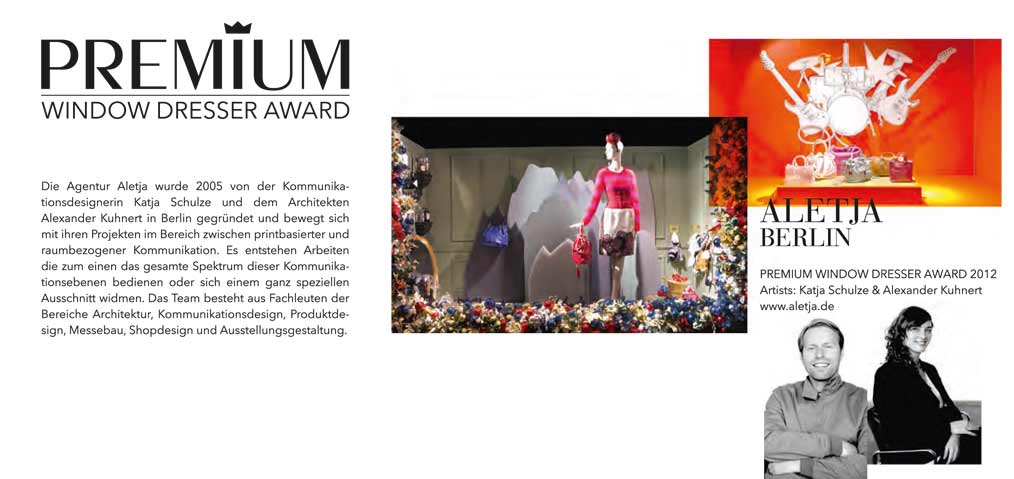 PREMIUM
WINDOW DRESSER AWARD
Die Agentur Aletja wurde 2005 von der Kommunika-
tionsdesignerin Katja Schulze und dem Architekten
Alexander Kuhnert in Berlin gegründet und bewegt sich
mit ihren Projekten im Bereich zwischen printbasierter und
raumbezogener Kommunikation. Es entstehen Arbeiten
die zum einen das gesamte Spektrum dieser Kommunika-
tionsebenen bedienen oder sich einem ganz speziellen
Ausschnitt widmen. Das Team besteht aus Fachleuten der
Bereiche Architektur, Kommunikationsdesign, Produktde-
sign, Messebau, Shopdesign und Ausstellungsgestaltung.
ALETJA
BERLIN
PREMIUM WINDOW DRESSER AWARD 2012
Artists: Katja Schulze & Alexander Kuhnert
www.aletja.de